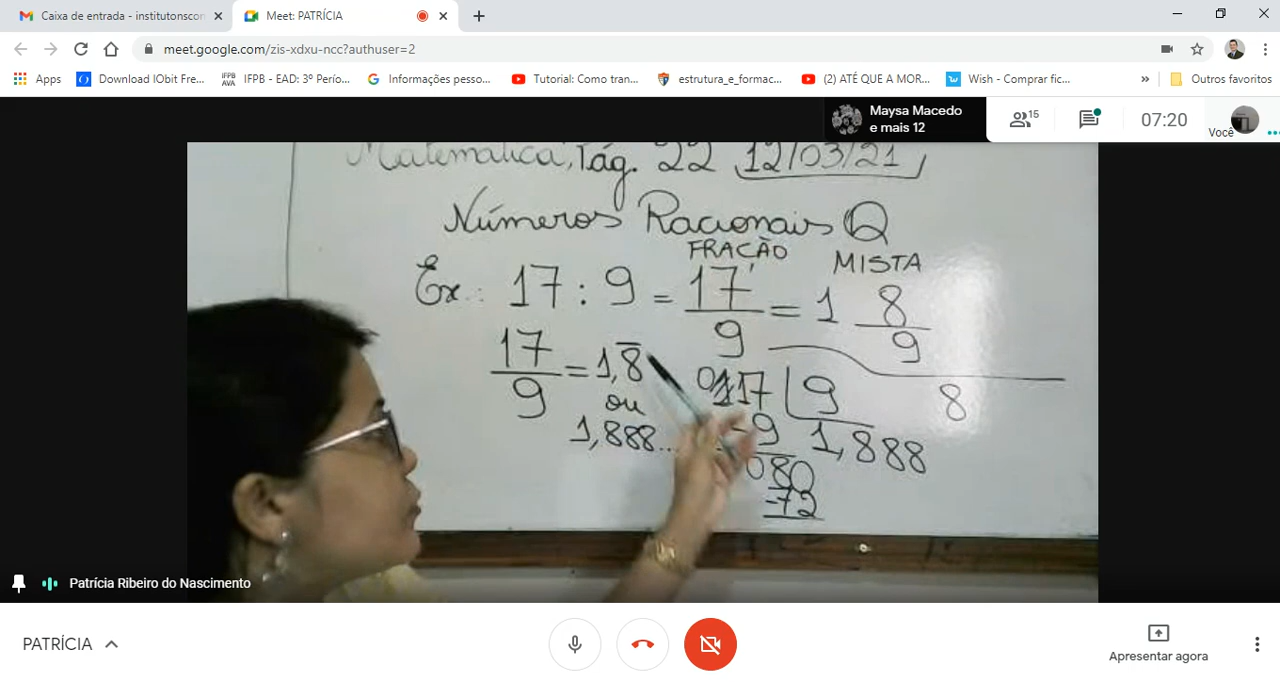 Caixa de entrada - institutonscor
Meet: PATRÍCIA
meet.google.com/zis-xdxu-ncc?authuser=2
Apps
Download IObit Fre...
IFPB AVA
IFPB - EAD: 3º Perío...
Informações pesso...
Tutorial: Como tran...
estrutura_e_formac...
(2) ATÉ QUE A MOR...
Wish - Comprar fic...
»
Outros favoritos
Maysa Macedo
e mais 12
15
07:20
Você
Matemática, Pág. 22 12/03/21
Números Racionais Q
FRAÇÃO
MISTA
Ex.: 17 : 9 = 17/9 = 1 8/9
17/9 = 1,8̅
ou
1,888...
17 | 9
8
-9
1,888
080
-72
Patrícia Ribeiro do Nascimento
PATRÍCIA
Apresentar agora